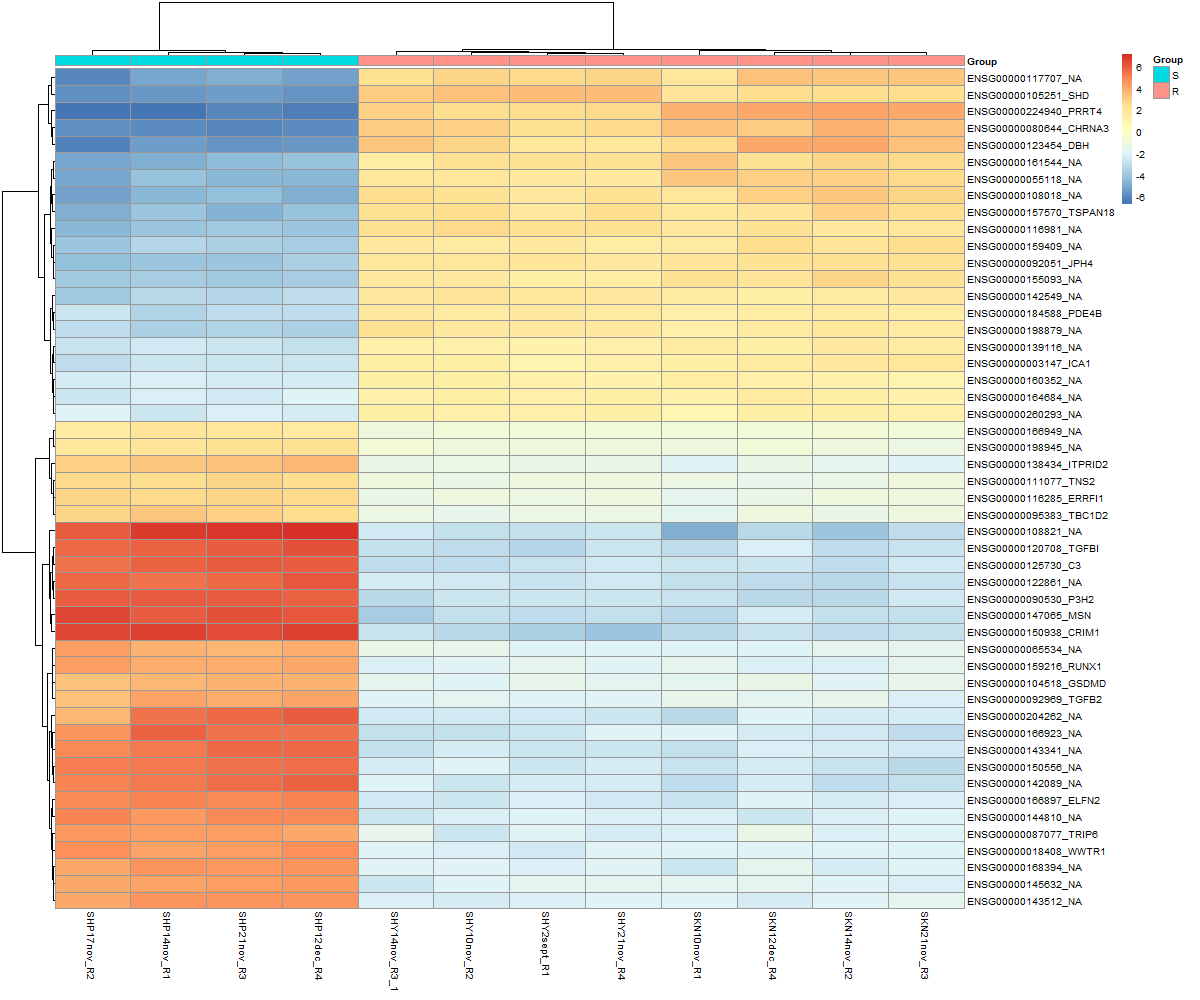 Group
ENSG00000117707_NA
ENSG00000105251_SHD
ENSG00000224940_PRRT4
ENSG00000080644_CHRNA3
ENSG00000123454_DBH
ENSG00000161544_NA
ENSG00000055118_NA
ENSG00000108018_NA
ENSG00000157570_TSPAN18
ENSG00000116981_NA
ENSG00000159409_NA
ENSG00000092051_JPH4
ENSG00000155093_NA
ENSG00000142549_NA
ENSG00000184588_PDE4B
ENSG00000198879_NA
ENSG00000139116_NA
ENSG00000003147_ICA1
ENSG00000160352_NA
ENSG00000164684_NA
ENSG00000260293_NA
ENSG00000166949_NA
ENSG00000198945_NA
ENSG00000138434_ITPRID2
ENSG00000111077_TNS2
ENSG00000116285_ERRFI1
ENSG00000095383_TBC1D2
ENSG00000108821_NA
ENSG00000120708_TGFBI
ENSG00000125730_C3
ENSG00000122861_NA
ENSG00000090530_P3H2
ENSG00000147065_MSN
ENSG00000150938_CRIM1
ENSG00000065534_NA
ENSG00000159216_RUNX1
ENSG00000104518_GSDMD
ENSG00000092969_TGFB2
ENSG00000204262_NA
ENSG00000166923_NA
ENSG00000143341_NA
ENSG00000150556_NA
ENSG00000142089_NA
ENSG00000166897_ELFN2
ENSG00000144810_NA
ENSG00000087077_TRIP6
ENSG00000018408_WWTR1
ENSG00000168394_NA
ENSG00000145632_NA
ENSG00000143512_NA
SHP17nov_R2
SHP14nov_R1
SHP21nov_R3
SHP12dec_R4
SHY14nov_R3_1
SHY10nov_R2
SHY2sept_R1
SHY21nov_R4
SKN10nov_R1
SKN12dec_R4
SKN14nov_R2
SKN21nov_R3
6
4
2
0
-2
-4
-6
Group
S
R